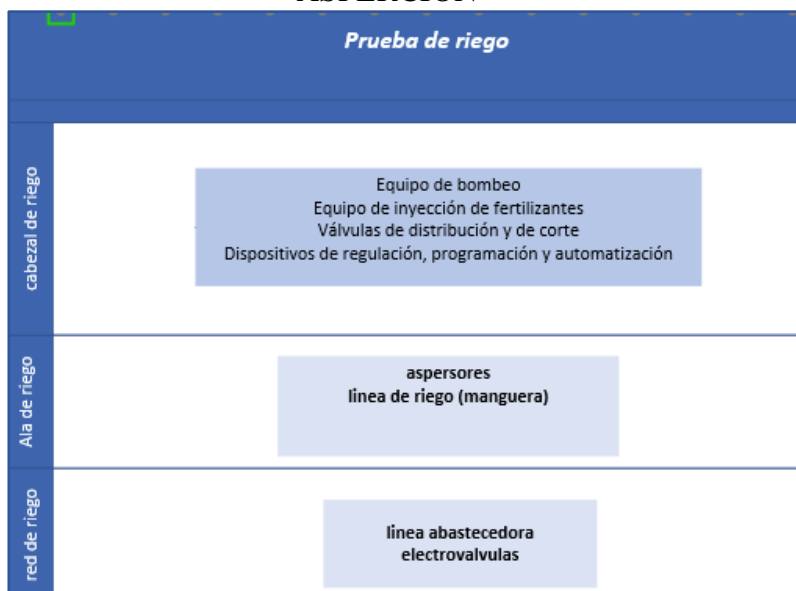 Prueba de riego
cabezal de riego
Equipo de bombeo
Equipo de inyección de fertilizantes
Válvulas de distribución y de corte
Dispositivos de regulación, programación y automatización
Ala de riego
aspersores
linea de riego (manguera)
red de riego
linea abastecedora
electrovalvulas